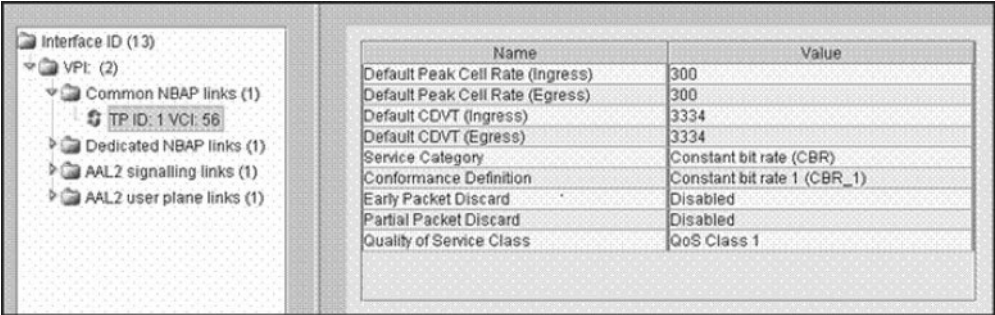 Interface ID (13)
VPI: (2)
Common NBAP links (1)
TP ID: 1 VCI: 56
Dedicated NBAP links (1)
AAL2 signalling links (1)
AAL2 user plane links (1)
Name Value
Default Peak Cell Rate (Ingress) 300
Default Peak Cell Rate (Egress) 300
Default CDVT (Ingress) 3334
Default CDVT (Egress) 3334
Service Category Constant bit rate (CBR)
Conformance Definition Constant bit rate 1 (CBR_1)
Early Packet Discard Disabled
Partial Packet Discard Disabled
Quality of Service Class QoS Class 1